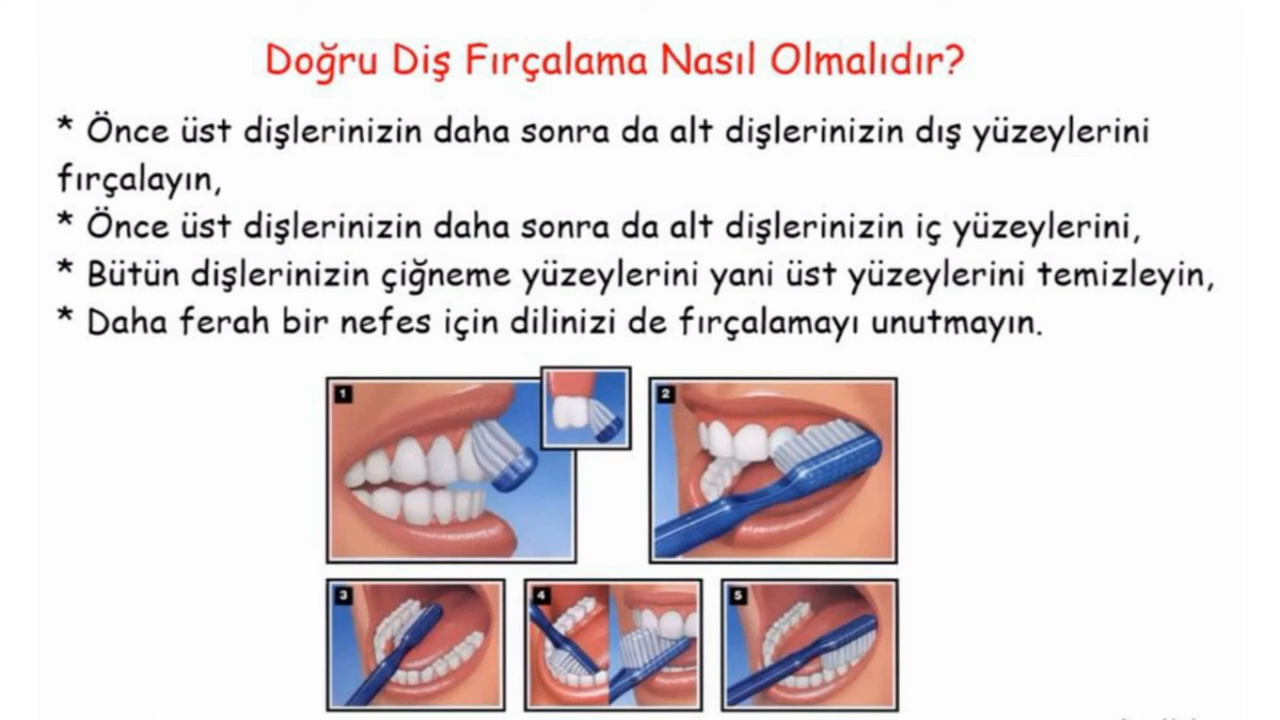 Doğru Diş Fırçalama Nasıl Olmalıdır?
* Önce üst dişlerinizin daha sonra da alt dişlerinizin dış yüzeylerini
fırçalayın,
* Önce üst dişlerinizin daha sonra da alt dişlerinizin iç yüzeylerini,
* Bütün dişlerinizin çiğneme yüzeylerini yani üst yüzeylerini temizleyin,
* Daha ferah bir nefes için dilinizi de fırçalamayı unutmayın.
1
2
3
4
5